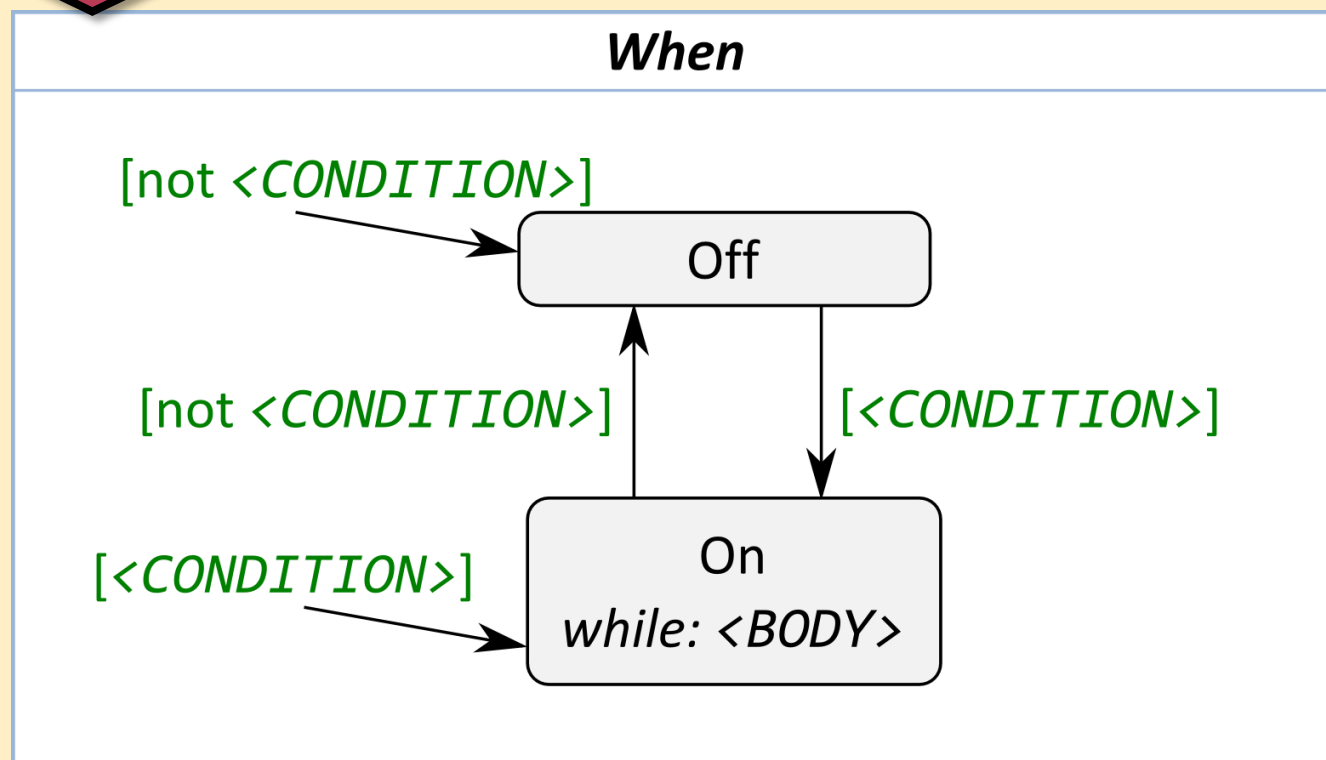 When
[not <CONDITION>]
Off
[not <CONDITION>]
[<CONDITION>]
[<CONDITION>]
On
while: <BODY>